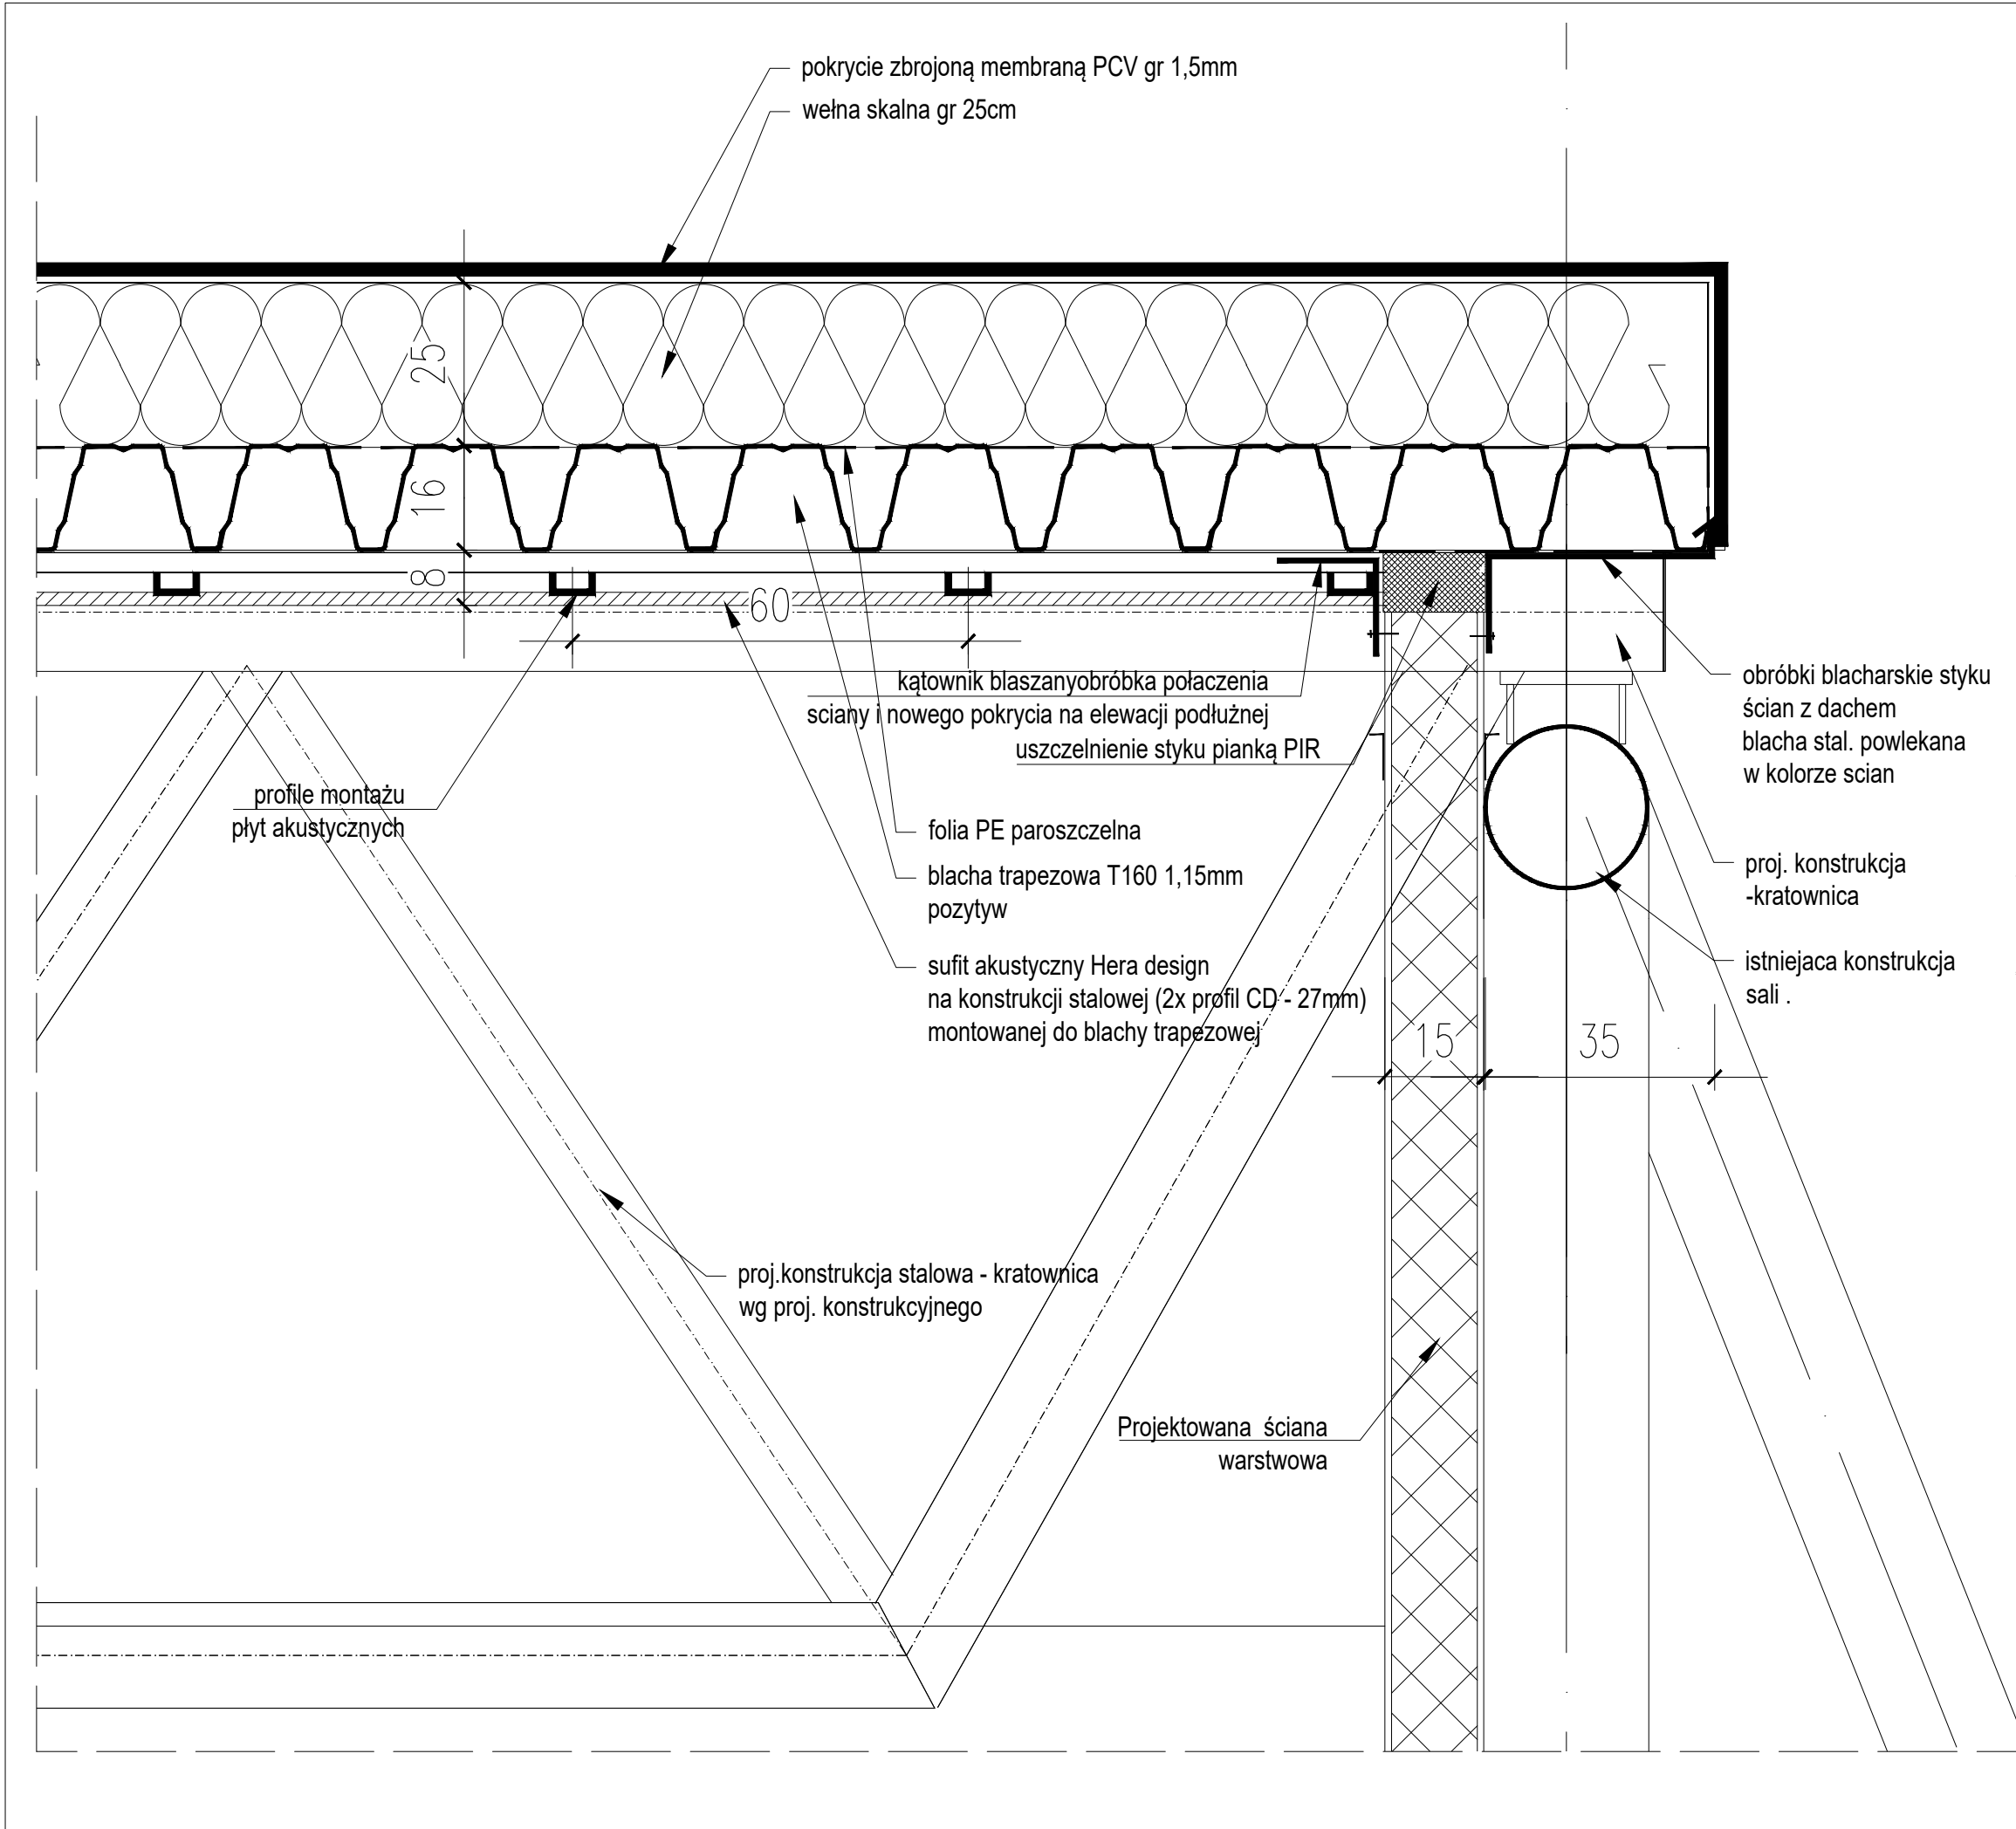 pokrycie zbrojoną membraną PCV gr 1,5mm
wełna skalna gr 25cm
25
16
8
60
kątownik blaszanyobróbka połaczenia
sciany i nowego pokrycia na elewacji podłużnej
uszczelnienie styku pianką PIR
obróbki blacharskie styku
ścian z dachem
blacha stal. powlekana
w kolorze scian
profile montażu
płyt akustycznych
folia PE paroszczelna
blacha trapezowa T160 1,15mm
pozytyw
proj. konstrukcja
-kratownica
sufit akustyczny Hera design
na konstrukcji stalowej (2x profil CD - 27mm)
montowanej do blachy trapezowej
istniejaca konstrukcja
sali .
15
35
proj.konstrukcja stalowa - kratownica
wg proj. konstrukcyjnego
Projektowana ściana
warstwowa